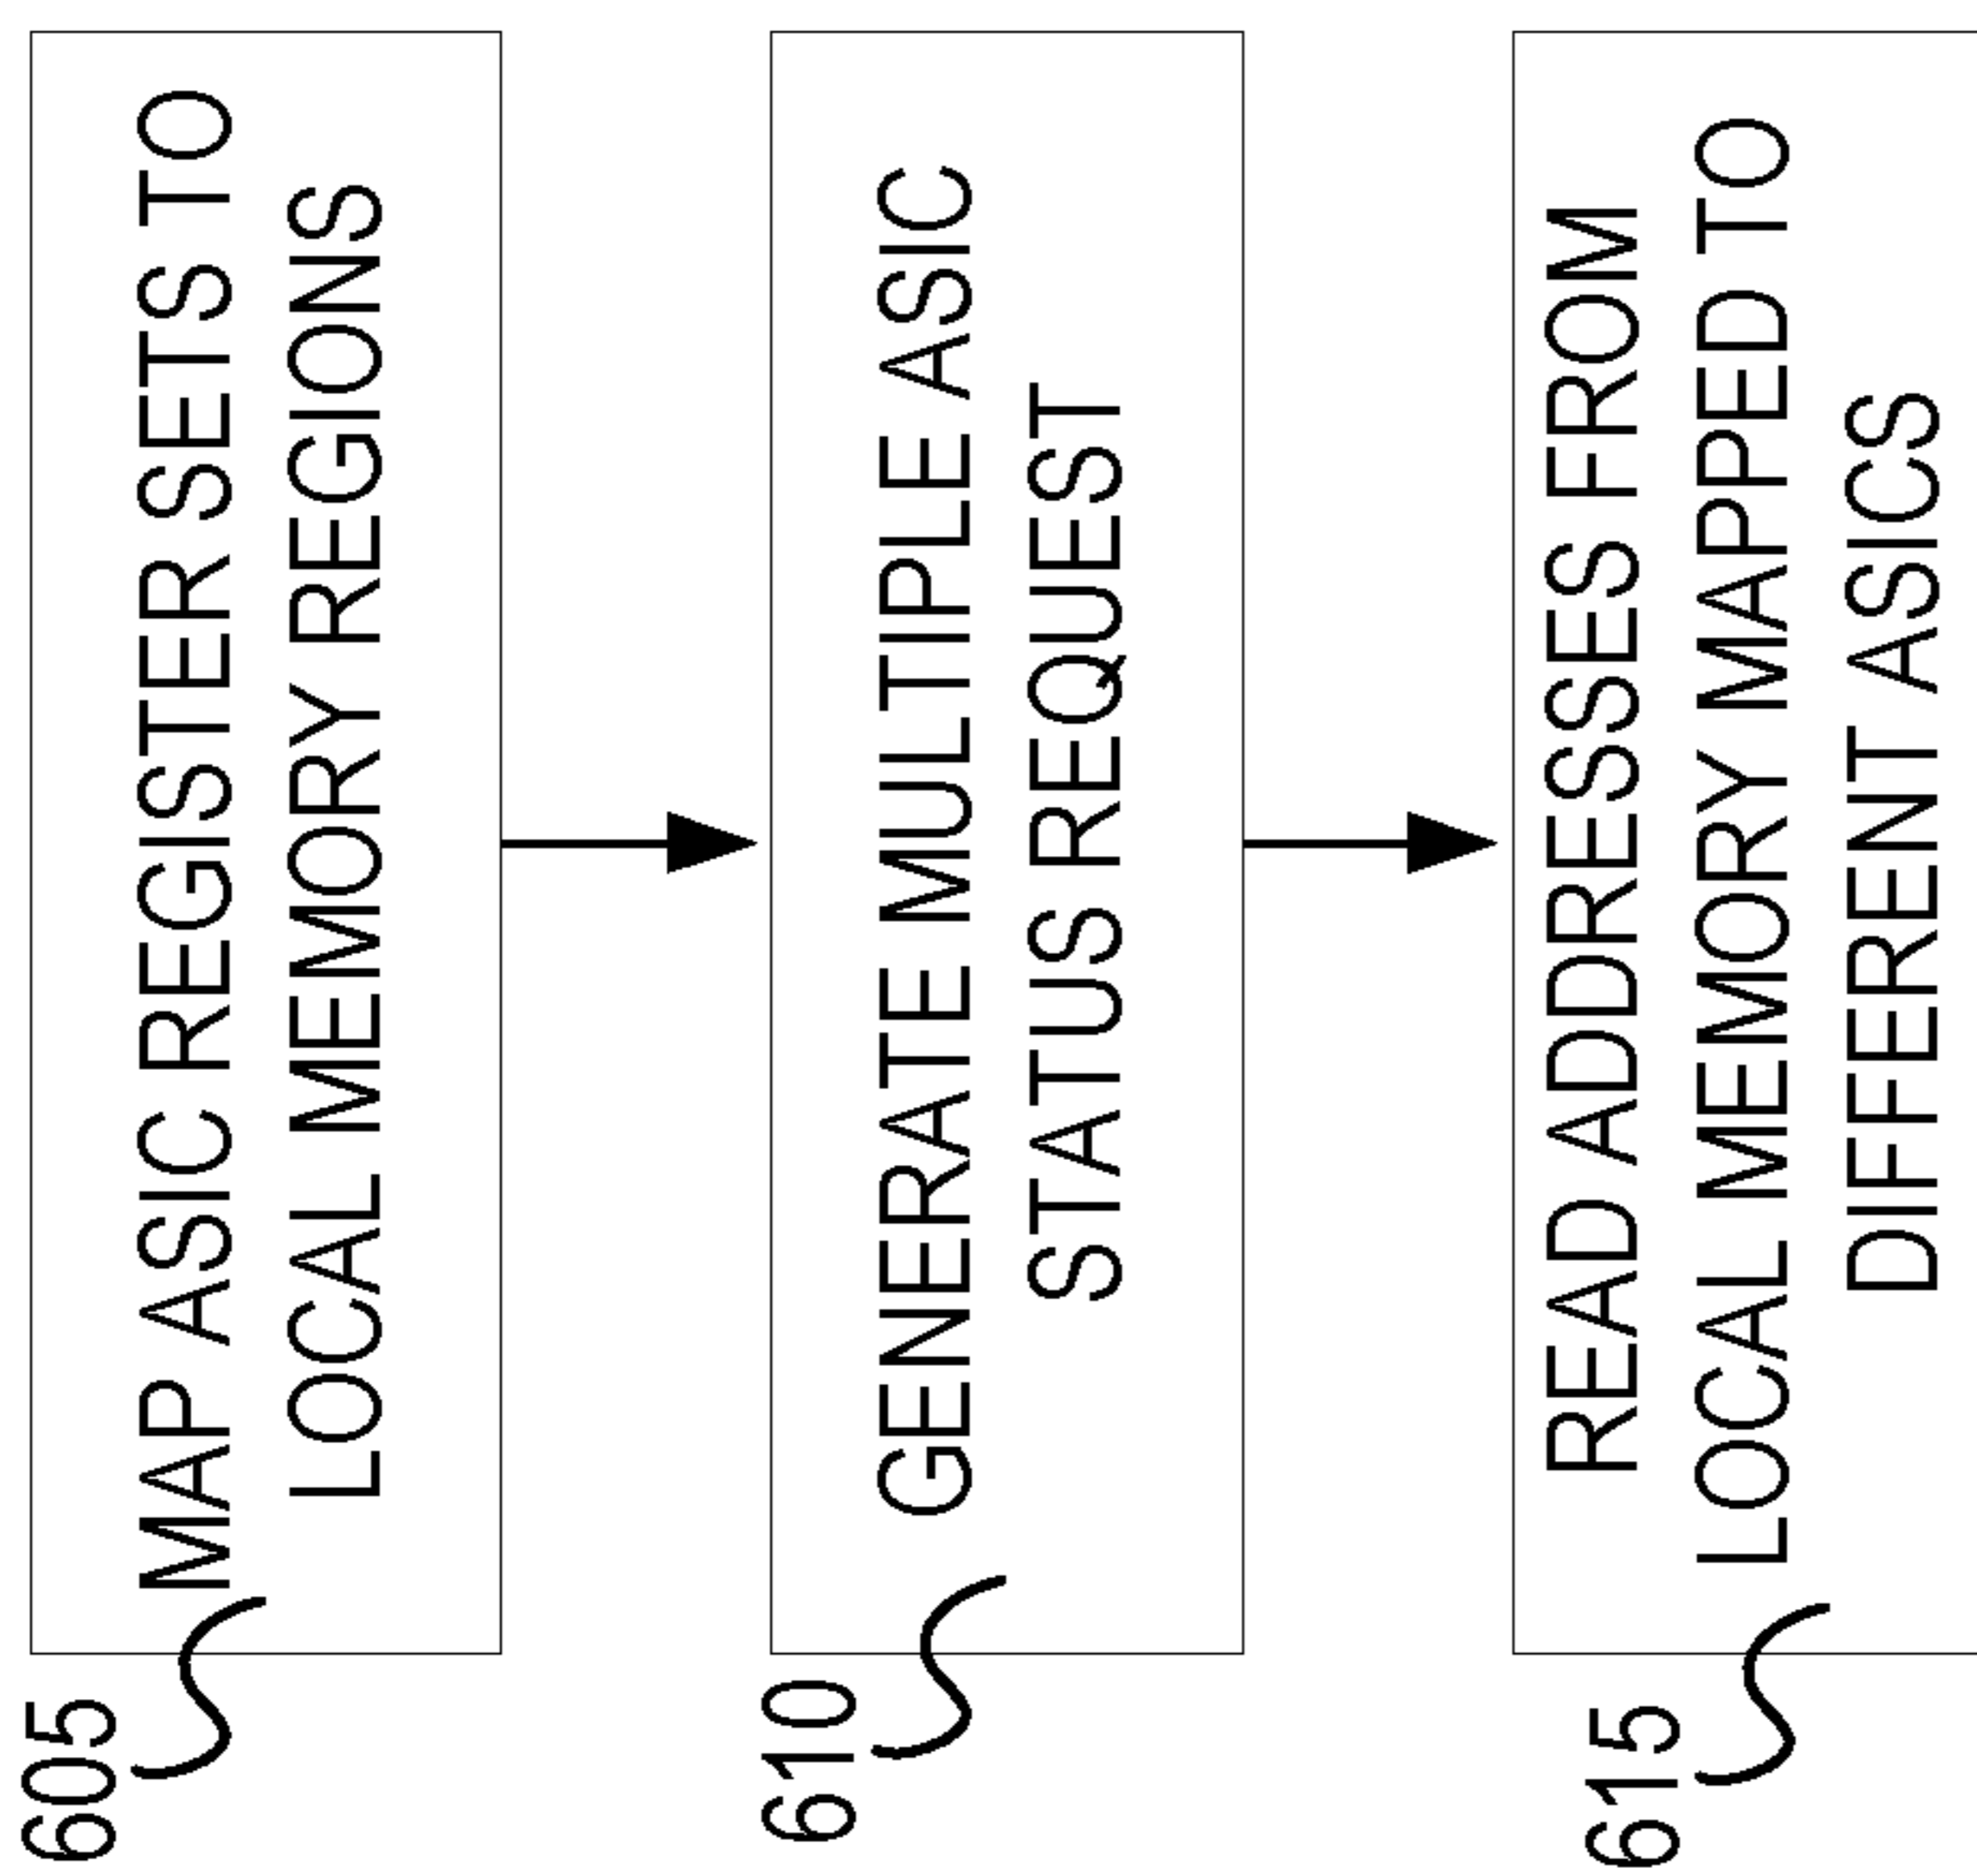 605
MAP ASIC REGISTER SETS TO
LOCAL MEMORY REGIONS
610
GENERATE MULTIPLE ASIC
STATUS REQUEST
615
READ ADDRESSES FROM
LOCAL MEMORY MAPPED TO
DIFFERENT ASICS